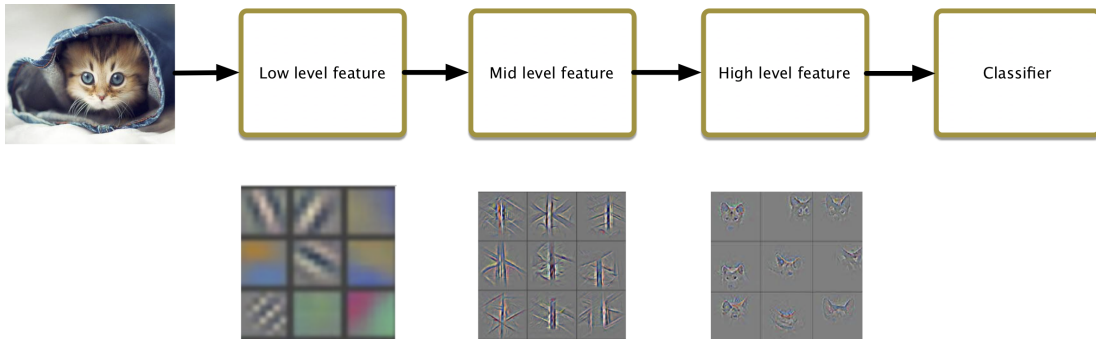 Low level feature
Mid level feature
High level feature
Classifier